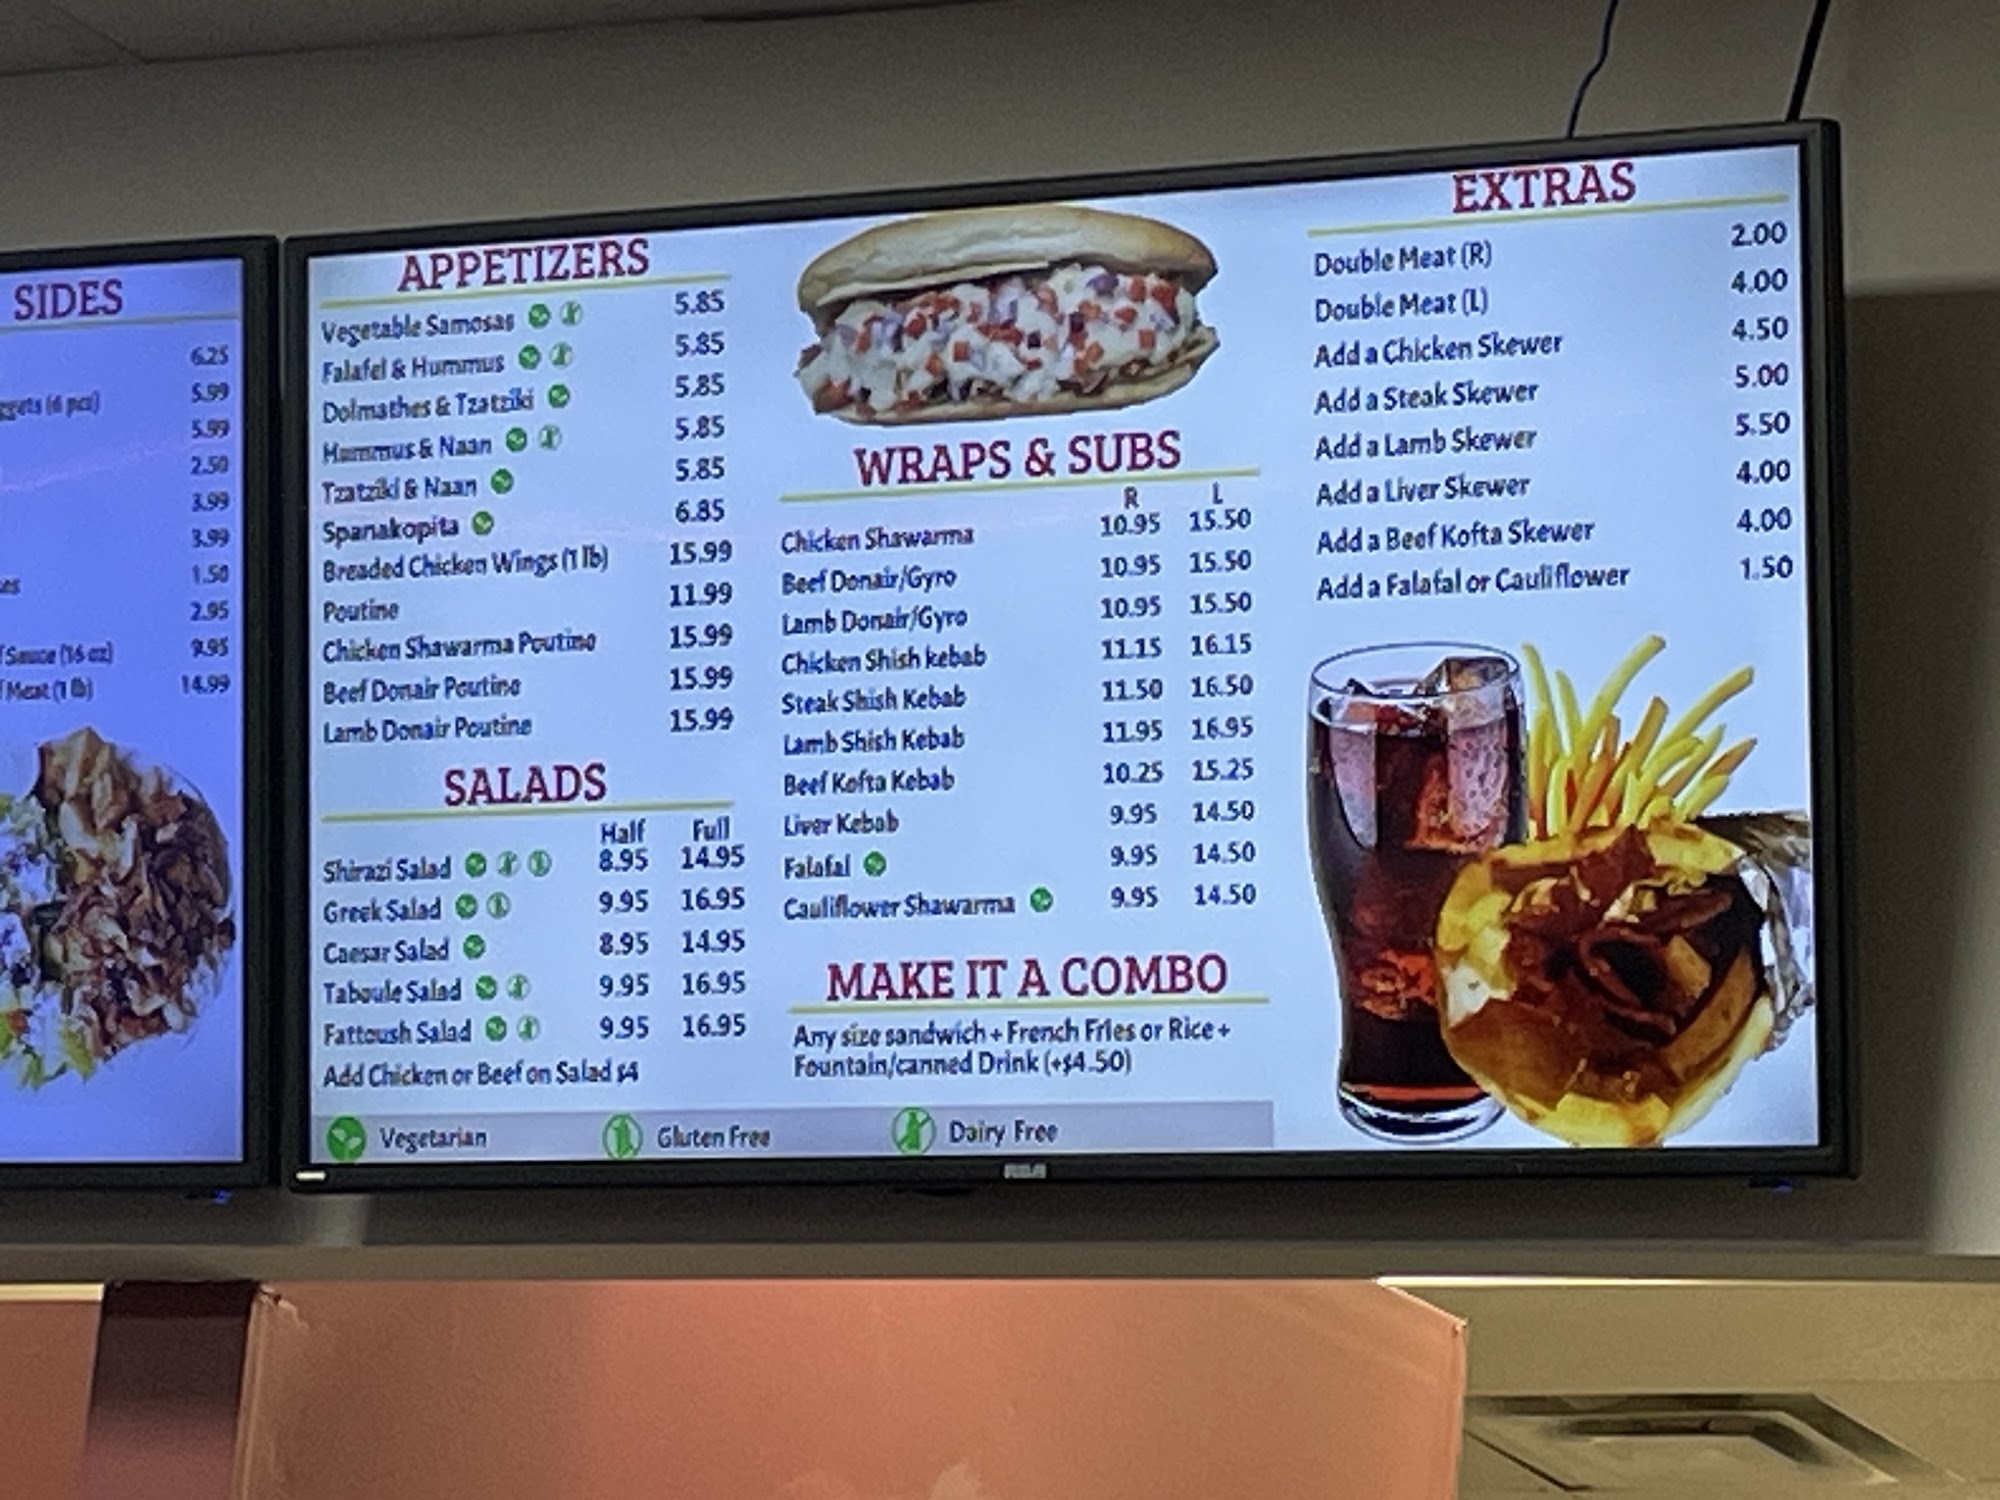 SIDES
6.25
ggets (6 pcs) 5.99
5.99
2.50
3.99
3.99
es 1.50
2.95
Sauce (16 oz) 9.95
Meat (1 lb) 14.99
APPETIZERS
Vegetable Samosas 5.85
Falafel & Hummus 5.85
Dolmathes & Tzatziki 5.85
Hummus & Naan 5.85
Tzatziki & Naan 5.85
Spanakopita 6.85
Breaded Chicken Wings (1 lb) 15.99
Poutine 11.99
Chicken Shawarma Poutine 15.99
Beef Donair Poutine 15.99
Lamb Donair Poutine 15.99
SALADS
Half Full
Shirazi Salad 8.95 14.95
Greek Salad 9.95 16.95
Caesar Salad 8.95 14.95
Taboule Salad 9.95 16.95
Fattoush Salad 9.95 16.95
Add Chicken or Beef on Salad $4
WRAPS & SUBS
R L
Chicken Shawarma 10.95 15.50
Beef Donair/Gyro 10.95 15.50
Lamb Donair/Gyro 10.95 15.50
Chicken Shish kebab 11.15 16.15
Steak Shish Kebab 11.50 16.50
Lamb Shish Kebab 11.95 16.95
Beef Kofta Kebab 10.25 15.25
Liver Kebab 9.95 14.50
Falafal 9.95 14.50
Cauliflower Shawarma 9.95 14.50
MAKE IT A COMBO
Any size sandwich + French Fries or Rice +
Fountain/canned Drink (+$4.50)
EXTRAS
Double Meat (R) 2.00
Double Meat (L) 4.00
Add a Chicken Skewer 4.50
Add a Steak Skewer 5.00
Add a Lamb Skewer 5.50
Add a Liver Skewer 4.00
Add a Beef Kofta Skewer 4.00
Add a Falafal or Cauliflower 1.50
Vegetarian Gluten Free Dairy Free